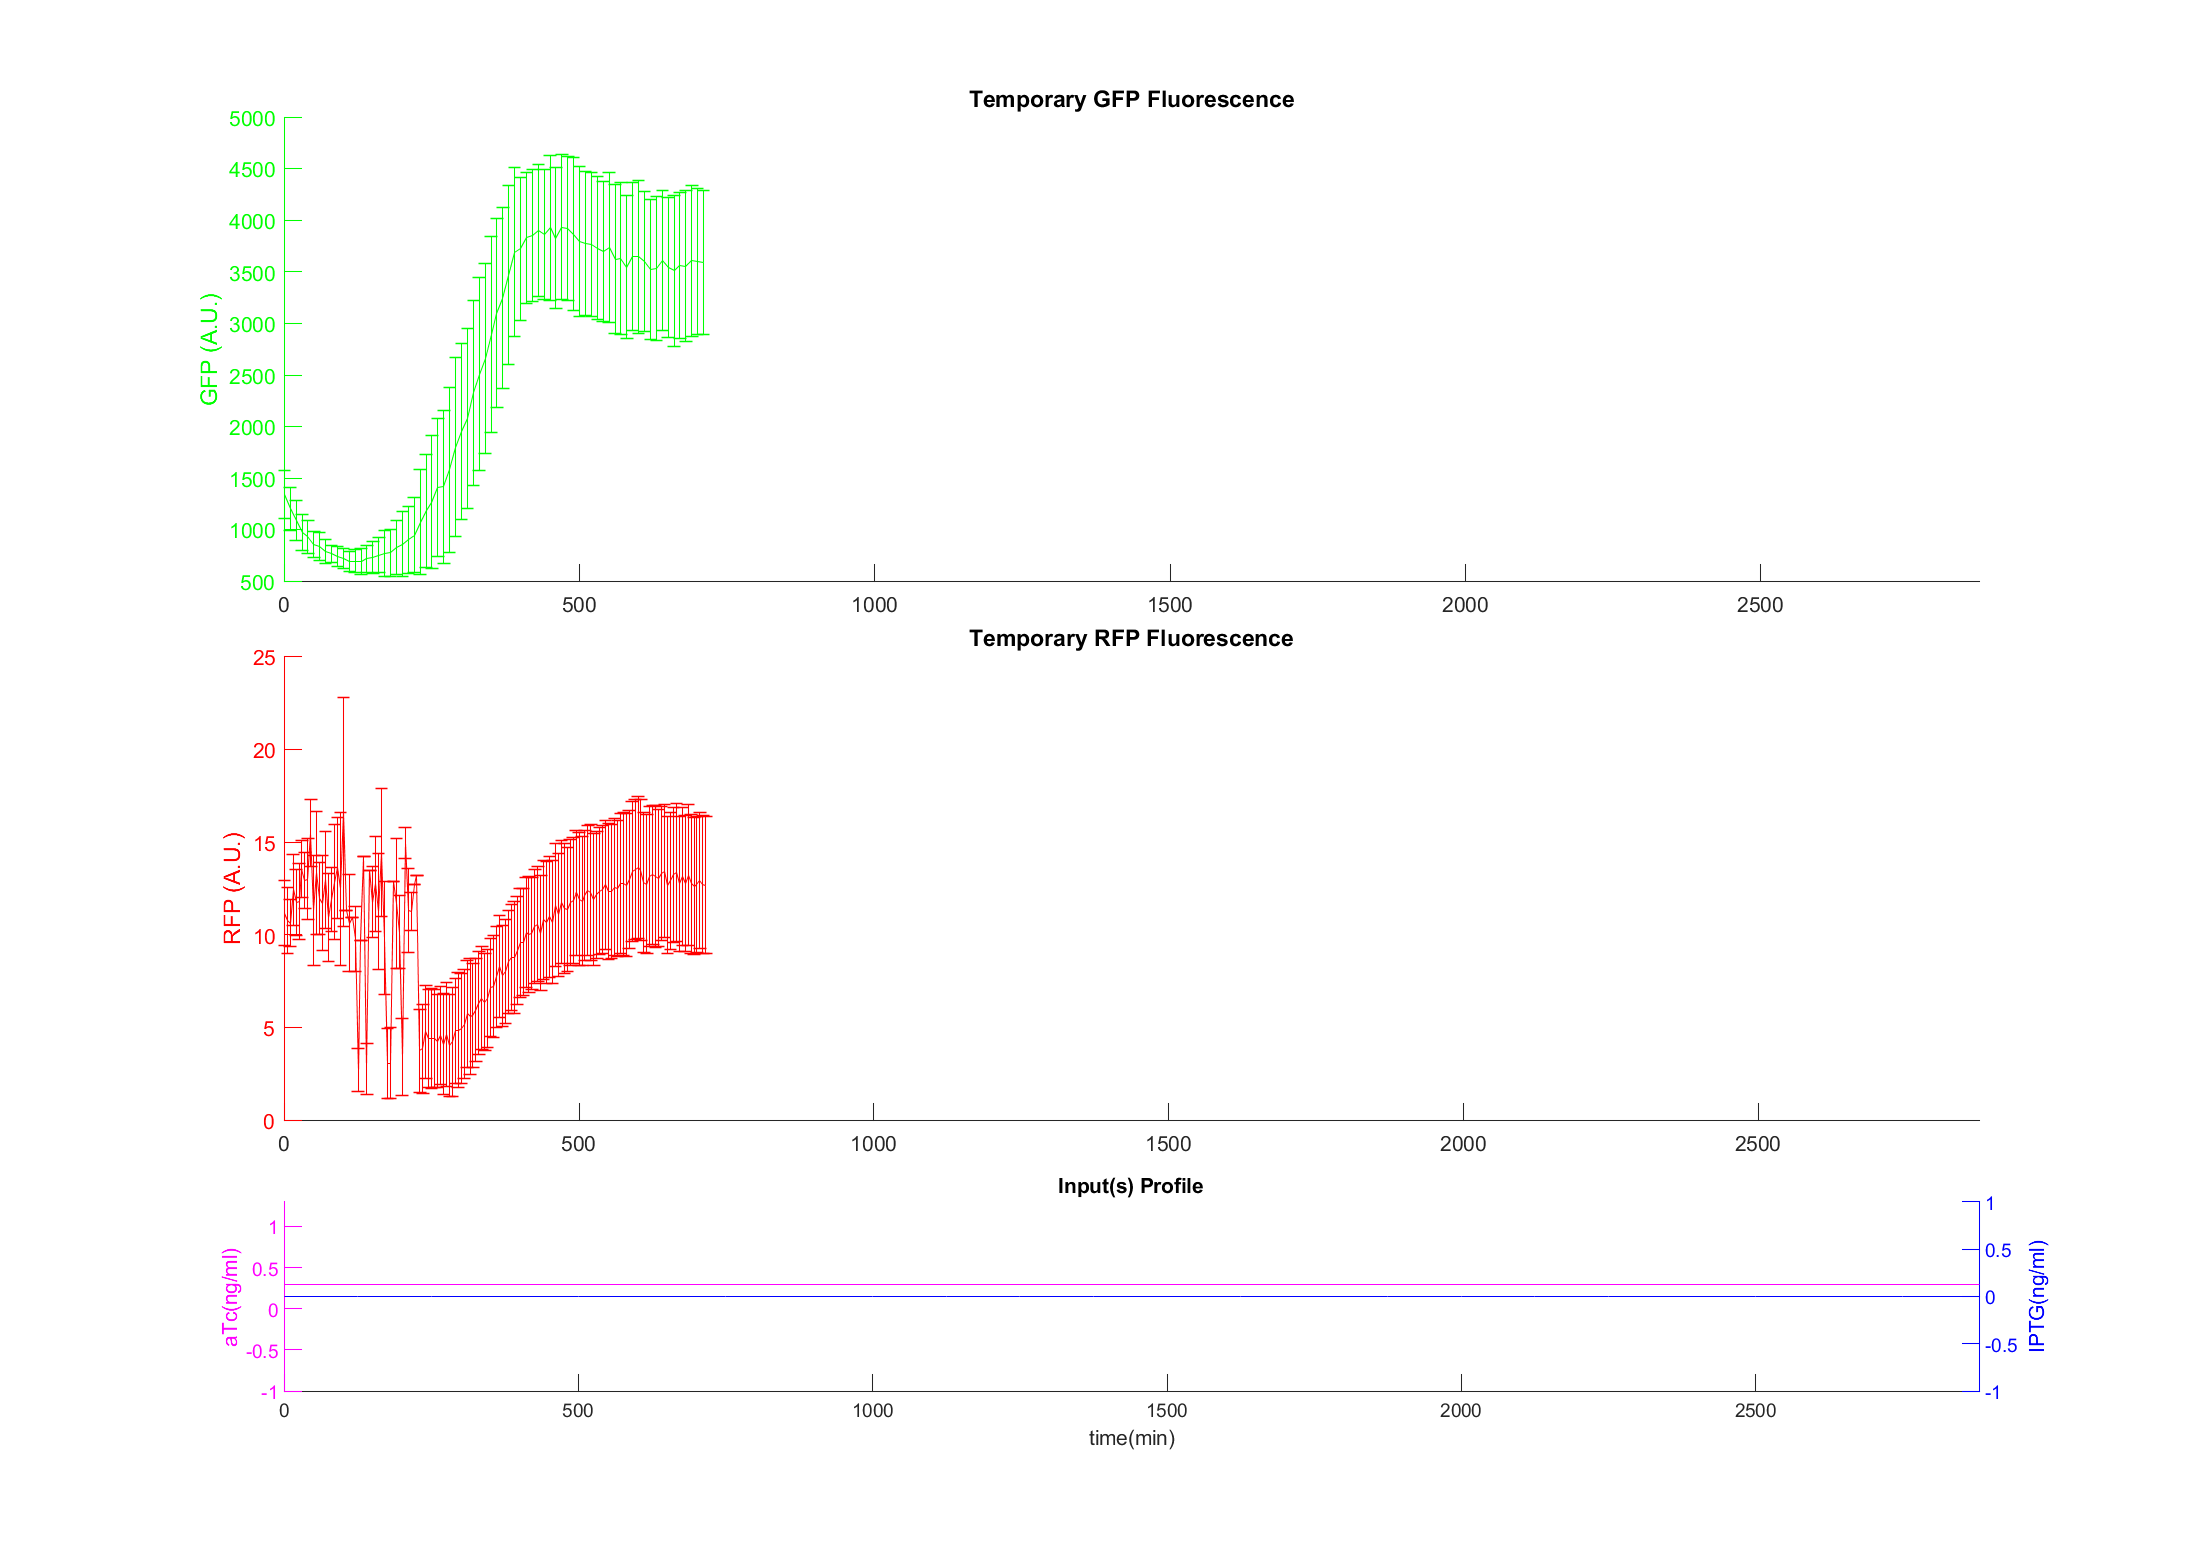 Temporary GFP Fluorescence
5000
4500
4000
3500
3000
2500
2000
1500
1000
500
GFP (A.U.)
0 500 1000 1500 2000 2500
Temporary RFP Fluorescence
25
20
15
10
5
0
RFP (A.U.)
0 500 1000 1500 2000 2500
Input(s) Profile
1
0.5
0
-0.5
-1
aTc(ng/ml)
1
0.5
0
-0.5
-1
IPTG(ng/ml)
0 500 1000 1500 2000 2500
time(min)